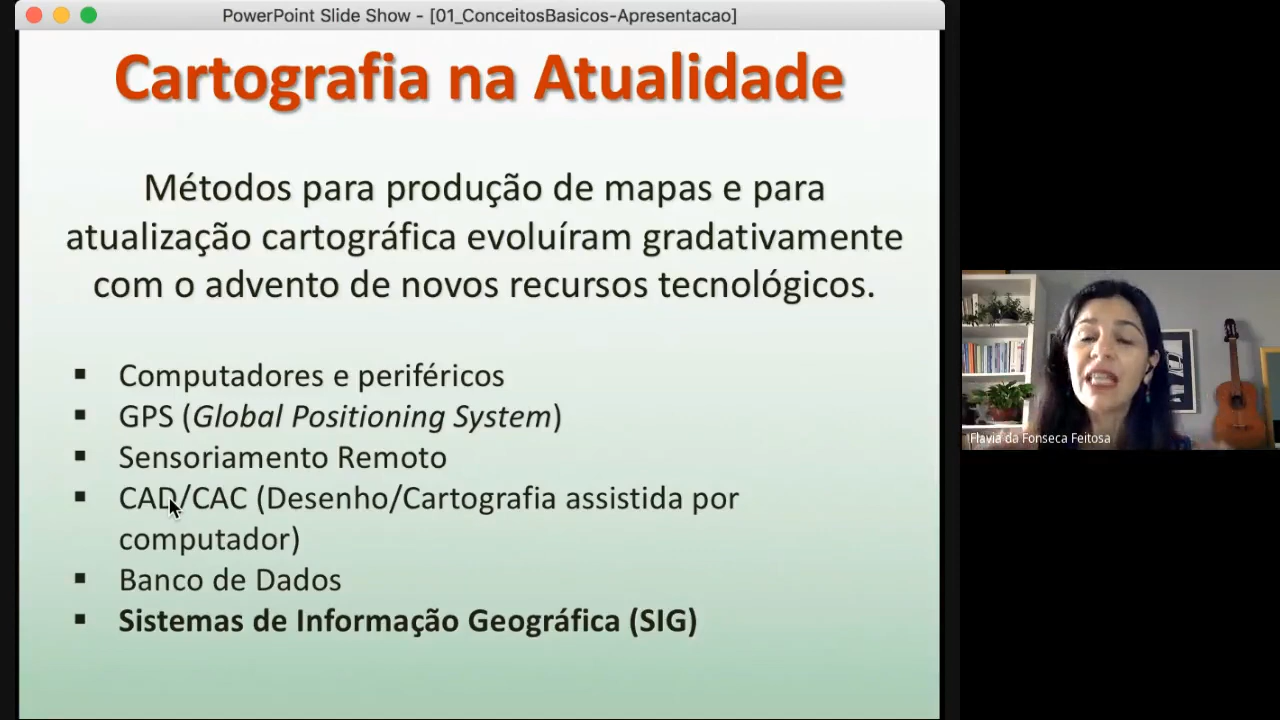 PowerPoint Slide Show - [01_ConceitosBasicos-Apresentacao]
Cartografia na Atualidade
Métodos para produção de mapas e para
atualização cartográfica evoluíram gradativamente
com o advento de novos recursos tecnológicos.
▪ Computadores e periféricos
▪ GPS (Global Positioning System)
▪ Sensoriamento Remoto
▪ CAD/CAC (Desenho/Cartografia assistida por
computador)
▪ Banco de Dados
▪ Sistemas de Informação Geográfica (SIG)
Flavia da Fonseca Feitosa